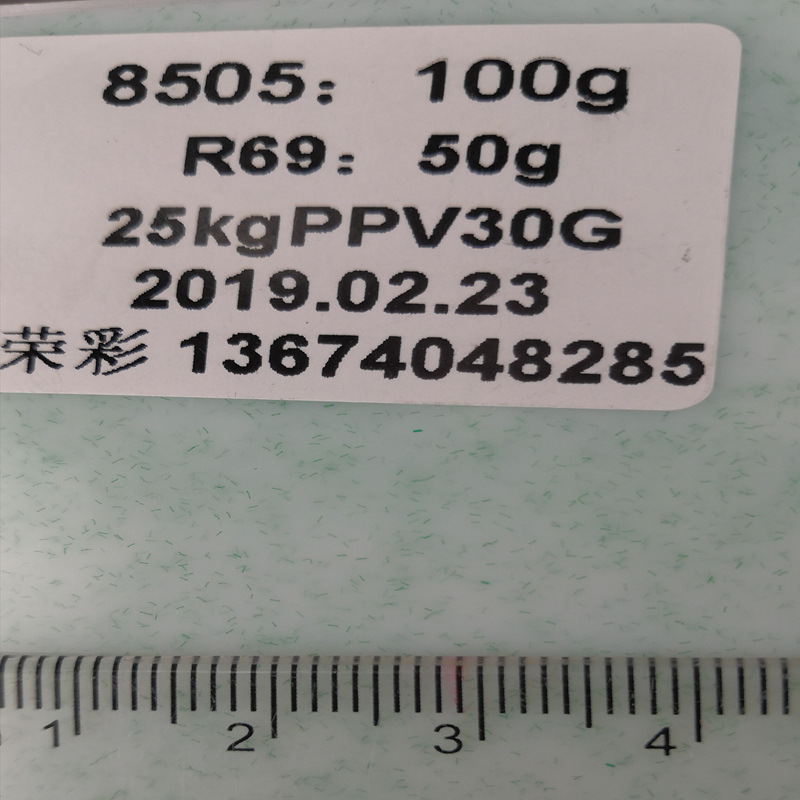 8505: 100g
R69: 50g
25kgPPV30G
2019.02.23
荣彩 13674048285
1 2 3 4